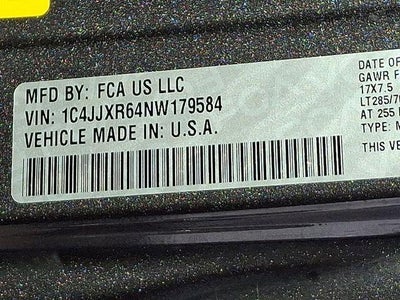 MFD BY: FCA US LLC
VIN: 1C4JJXR64NW179584
VEHICLE MADE IN: U.S.A.
DATE OF
GAWR F
17X7.5
LT285/7
AT 255
TYPE: M
THIS VE